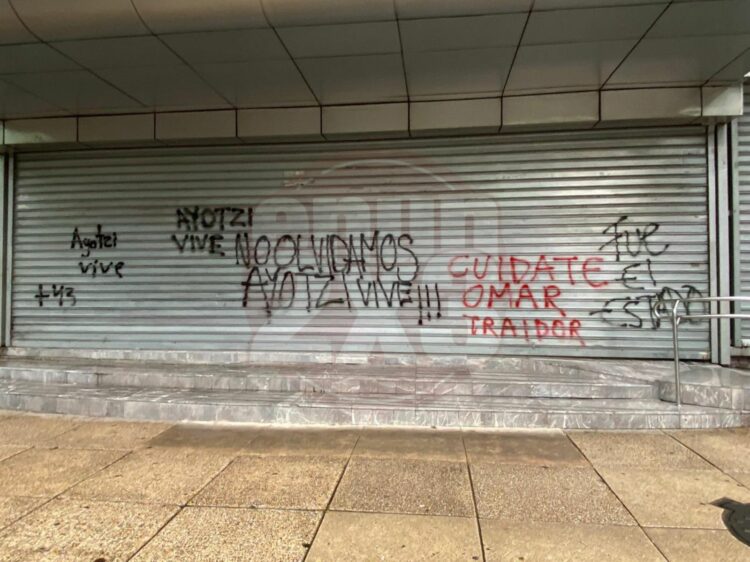 Ayotzi
vive
+43
AYOTZI
VIVE
NO OLVIDAMOS
AYOTZI VIVE!!!
CUIDATE
OMAR
TRAIDOR
FUE
El
ESTADO